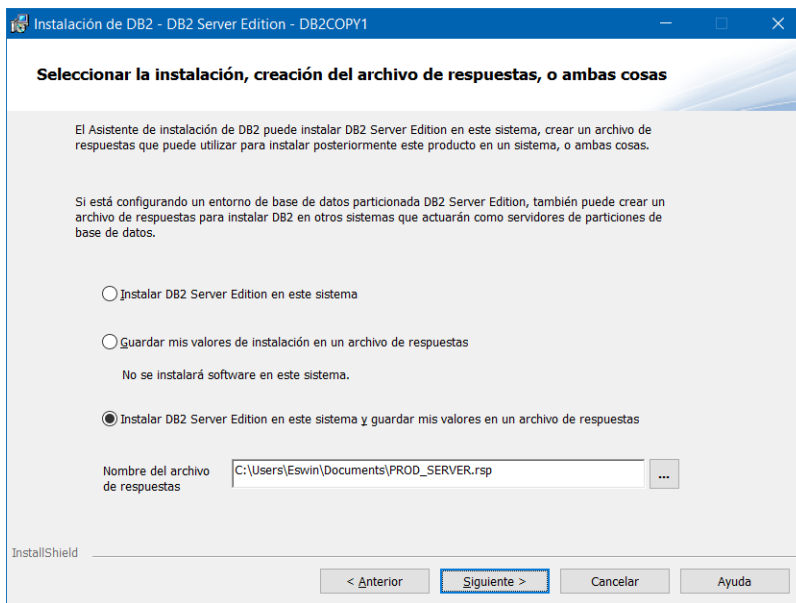 Instalación de DB2 - DB2 Server Edition - DB2COPY1
Seleccionar la instalación, creación del archivo de respuestas, o ambas cosas
El Asistente de instalación de DB2 puede instalar DB2 Server Edition en este sistema, crear un archivo de
respuestas que puede utilizar para instalar posteriormente este producto en un sistema, o ambas cosas.
Si está configurando un entorno de base de datos particionada DB2 Server Edition, también puede crear un
archivo de respuestas para instalar DB2 en otros sistemas que actuarán como servidores de particiones de
base de datos.
Instalar DB2 Server Edition en este sistema
Guardar mis valores de instalación en un archivo de respuestas
No se instalará software en este sistema.
Instalar DB2 Server Edition en este sistema y guardar mis valores en un archivo de respuestas
Nombre del archivo
de respuestas
C:\Users\Eswin\Documents\PROD_SERVER.rsp
...
InstallShield
< Anterior
Siguiente >
Cancelar
Ayuda